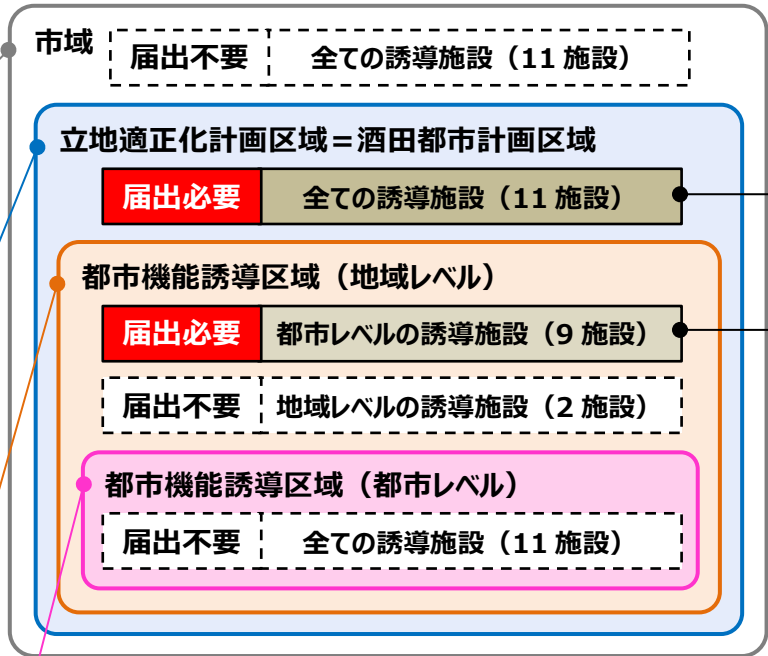 市域 届出不要 全ての誘導施設（11 施設）
立地適正化計画区域＝酒田都市計画区域
届出必要 全ての誘導施設（11 施設）
都市機能誘導区域（地域レベル）
届出必要 都市レベルの誘導施設（9 施設）
届出不要 地域レベルの誘導施設（2 施設）
都市機能誘導区域（都市レベル）
届出不要 全ての誘導施設（11 施設）